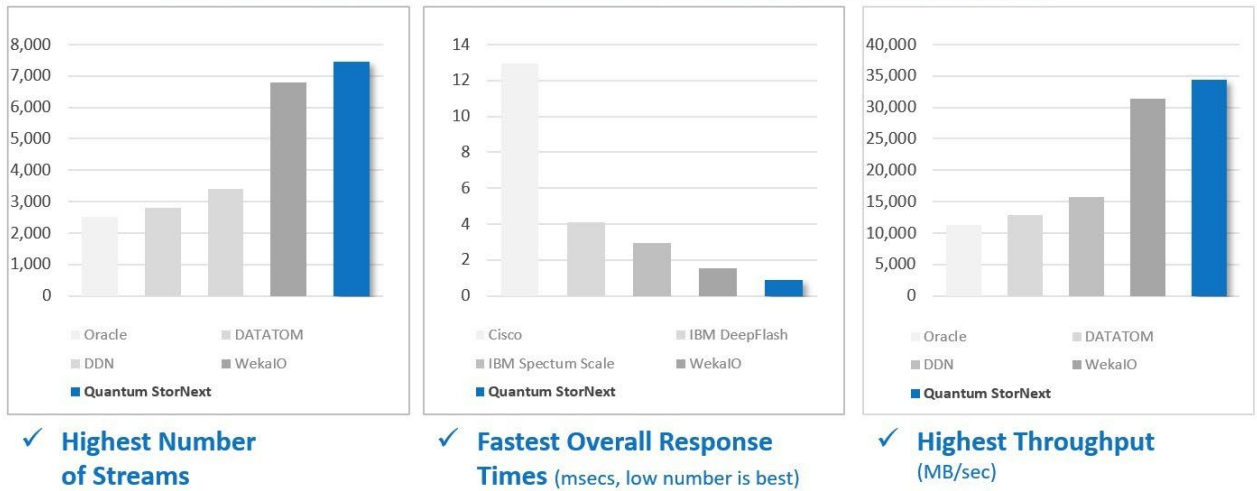 8,000
7,000
6,000
5,000
4,000
3,000
2,000
1,000
0
Oracle DATATOM
DDN WekaIO
Quantum StorNext
✓ Highest Number
of Streams
14
12
10
8
6
4
2
0
Cisco IBM DeepFlash
IBM Spectrum Scale WekaIO
Quantum StorNext
✓ Fastest Overall Response
Times (msecs, low number is best)
40,000
35,000
30,000
25,000
20,000
15,000
10,000
5,000
0
Oracle DATATOM
DDN WekaIO
Quantum StorNext
✓ Highest Throughput
(MB/sec)